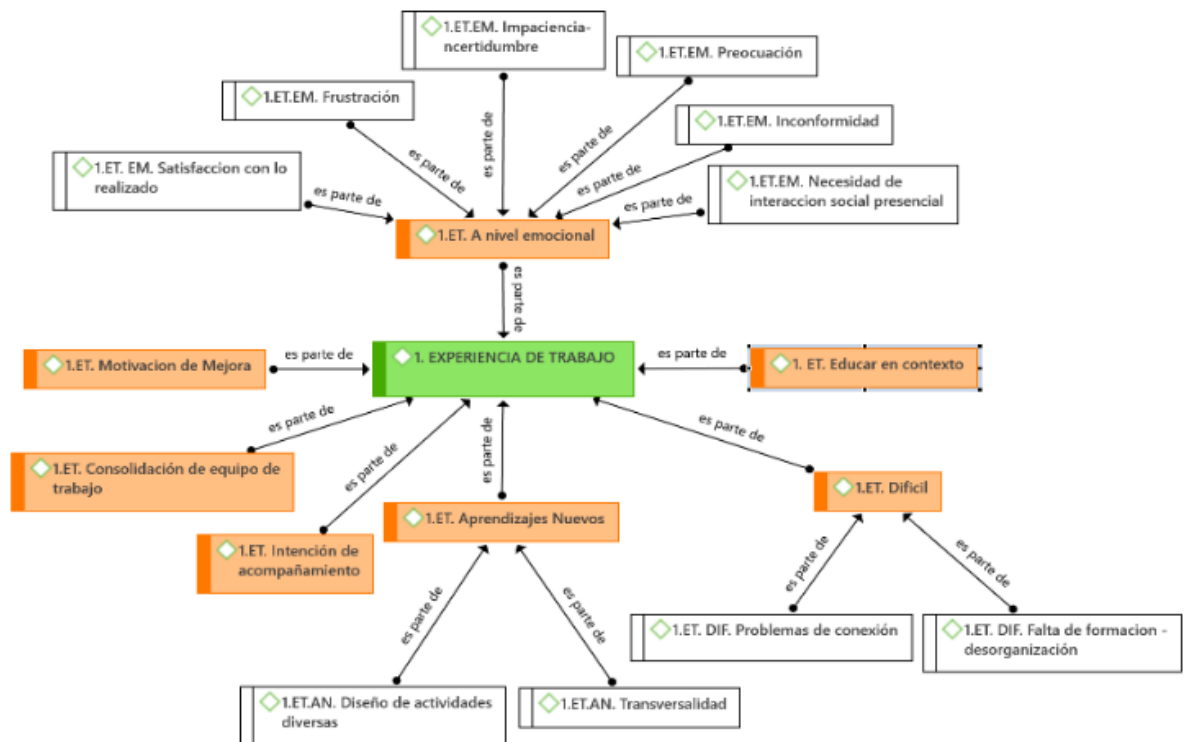 1.ET.EM. Impaciencia-
ncertidumbre
1.ET.EM. Preocuación
1.ET.EM. Frustración
1.ET.EM. Inconformidad
1.ET. EM. Satisfaccion con lo
realizado
1.ET.EM. Necesidad de
interaccion social presencial
es parte de
es parte de
es parte de
es parte de
es parte de
es parte de
1.ET. A nivel emocional
es parte de
1.ET. Motivacion de Mejora
es parte de
1. EXPERIENCIA DE TRABAJO
es parte de
1. ET. Educar en contexto
es parte de
es parte de
es parte de
es parte de
1.ET. Consolidación de equipo de
trabajo
1.ET. Dificil
1.ET. Aprendizajes Nuevos
1.ET. Intención de
acompañamiento
es parte de
es parte de
es parte de
es parte de
1.ET. DIF. Problemas de conexión
1.ET. DIF. Falta de formacion -
desorganización
1.ET.AN. Diseño de actividades
diversas
1.ET.AN. Transversalidad